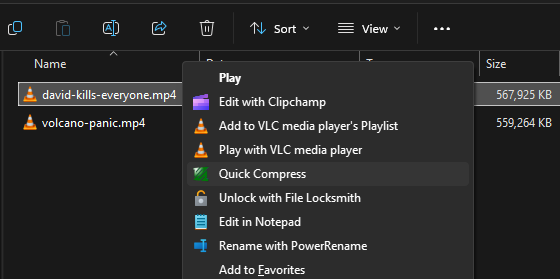 Sort
View
Name
Size
david-kills-everyone.mp4
567,925 KB
volcano-panic.mp4
559,264 KB
Play
Edit with Clipchamp
Add to VLC media player's Playlist
Play with VLC media player
Quick Compress
Unlock with File Locksmith
Edit in Notepad
Rename with PowerRename
Add to Favorites